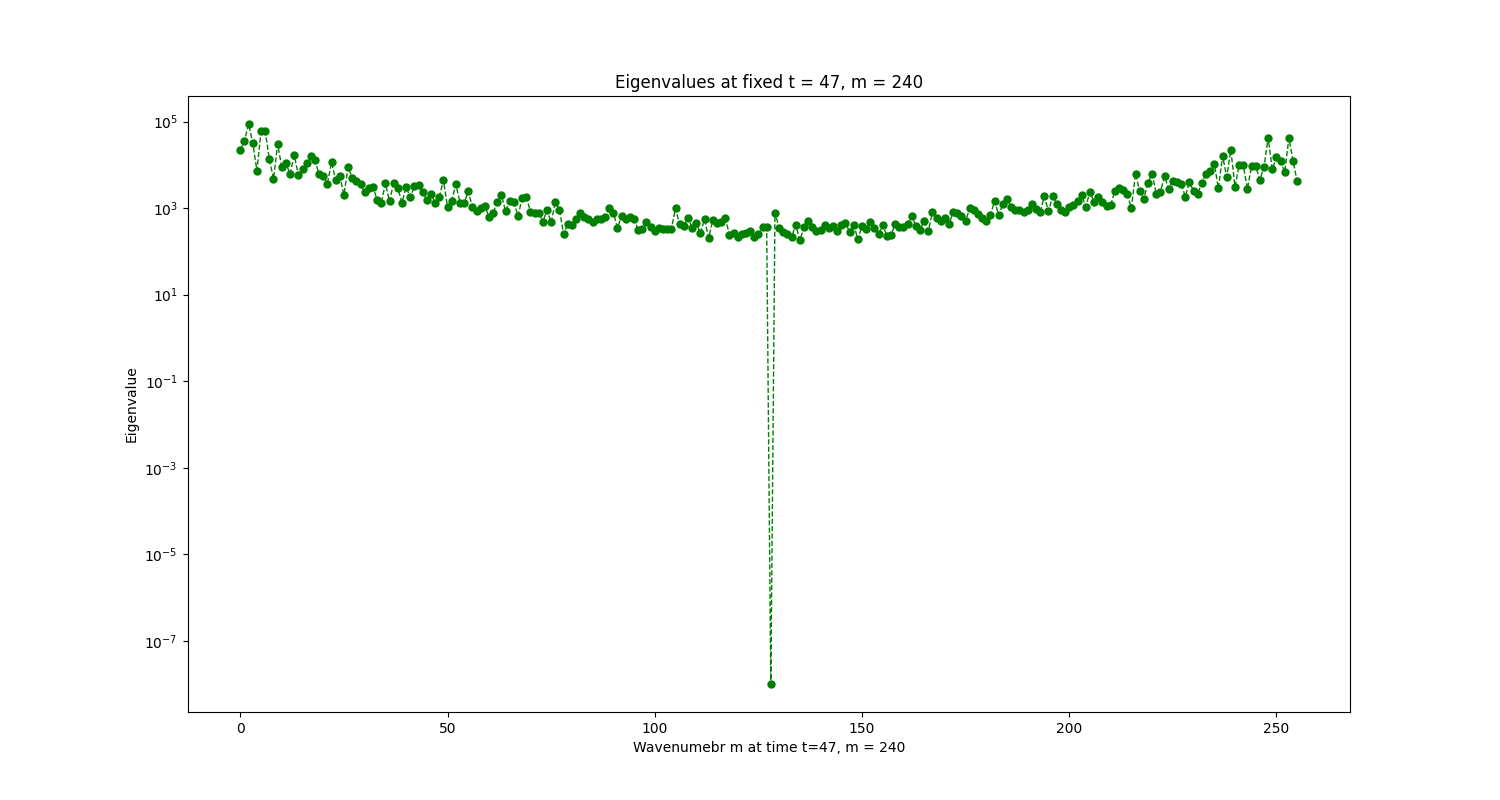 Eigenvalues at fixed t = 47, m = 240
10^5
10^3
10^1
10^-1
10^-3
10^-5
10^-7
Eigenvalue
0 50 100 150 200 250
Wavenumebr m at time t=47, m = 240